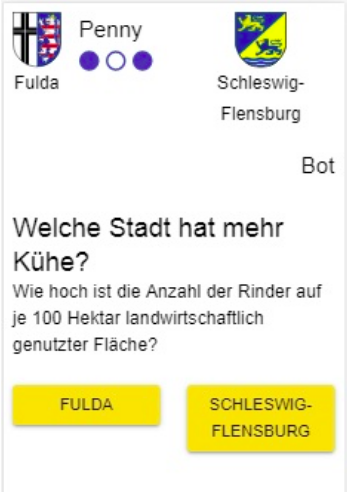 Penny
Fulda
Schleswig-
Flensburg
Bot
Welche Stadt hat mehr
Kühe?
Wie hoch ist die Anzahl der Rinder auf
je 100 Hektar landwirtschaftlich
genutzter Fläche?
FULDA
SCHLESWIG-
FLENSBURG